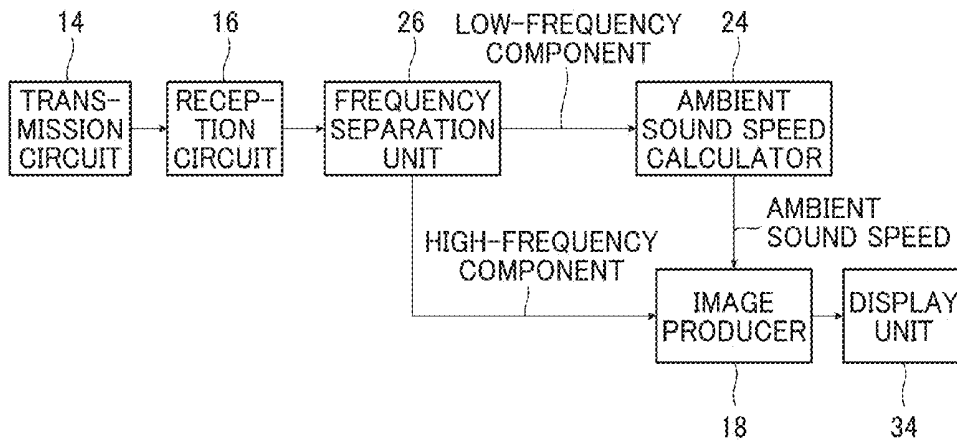 14
16
26
LOW-FREQUENCY
COMPONENT
24
TRANS-
MISSION
CIRCUIT
RECEP-
TION
CIRCUIT
FREQUENCY
SEPARATION
UNIT
AMBIENT
SOUND SPEED
CALCULATOR
HIGH-FREQUENCY
COMPONENT
AMBIENT
SOUND SPEED
IMAGE
PRODUCER
DISPLAY
UNIT
18
34